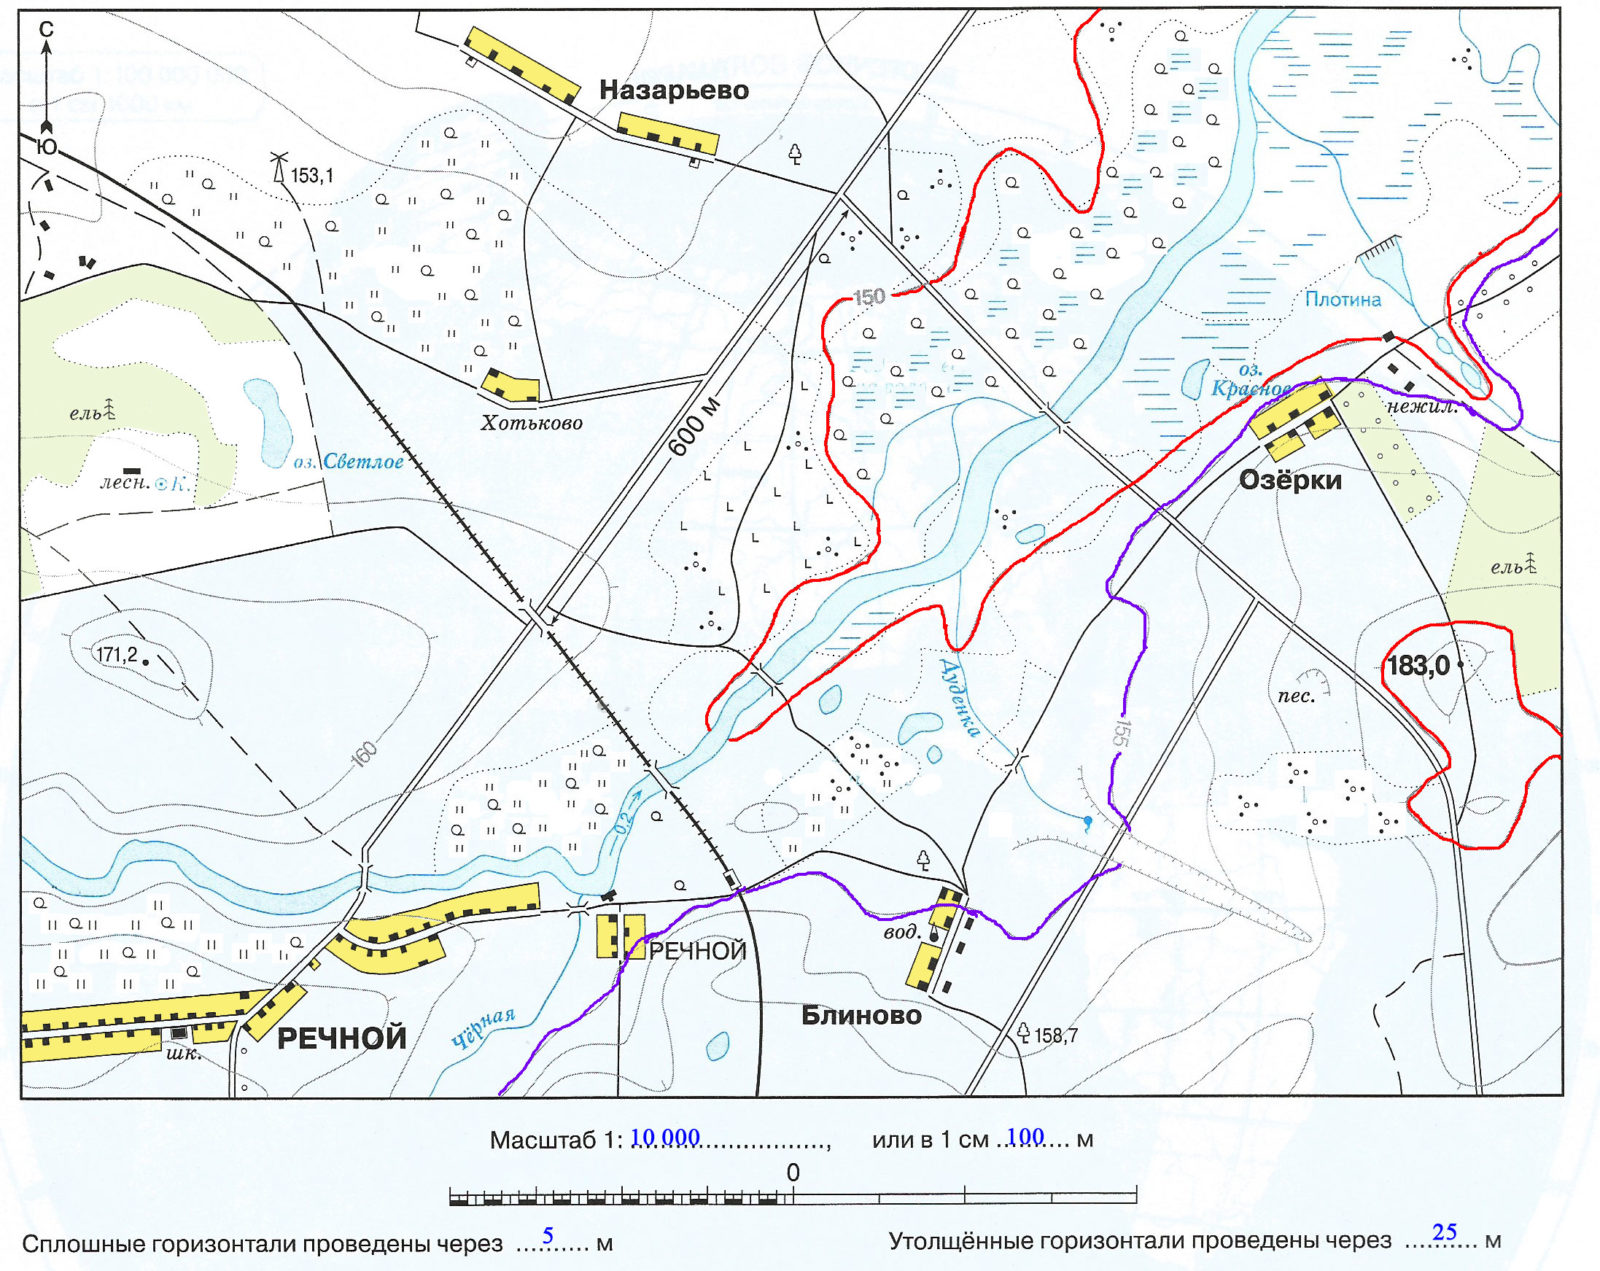 С
Назарьево
Ю
153,1
150
Плотина
оз.
Красное
нежил.
ель
Хотьково
600 м
лесн. К.
оз. Светлое
Озёрки
ель
171,2
183,0
Дуденка
пес.
155
160
0,2
вод.
РЕЧНОЙ
Блиново
Чёрная
РЕЧНОЙ
шк.
158,7
Масштаб 1: 10 000, или в 1 см 100 м
0
Сплошные горизонтали проведены через 5 м
Утолщённые горизонтали проведены через 25 м